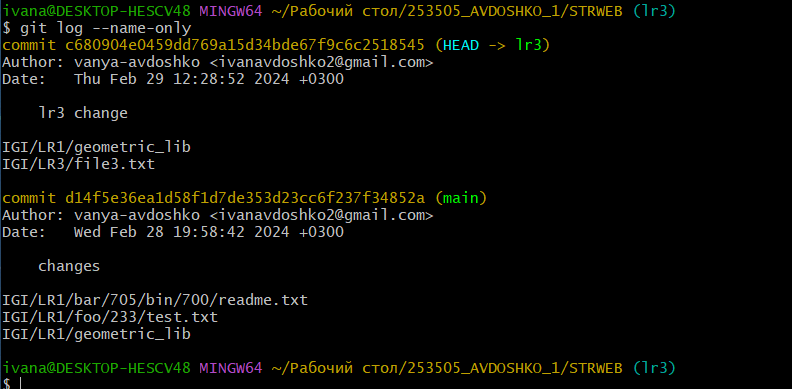 ivana@DESKTOP-HESCV48 MINGW64 ~/Рабочий стол/253505_AVDOSHKO_1/STRWEB (lr3)
$ git log --name-only
commit c680904e0459dd769a15d34bde67f9c6c2518545 (HEAD -> lr3)
Author: vanya-avdoshko <ivanavdoshko2@gmail.com>
Date:   Thu Feb 29 12:28:52 2024 +0300
    lr3 change
IGI/LR1/geometric_lib
IGI/LR3/file3.txt
commit d14f5e36ea1d58f1d7de353d23cc6f237f34852a (main)
Author: vanya-avdoshko <ivanavdoshko2@gmail.com>
Date:   Wed Feb 28 19:58:42 2024 +0300
    changes
IGI/LR1/bar/705/bin/700/readme.txt
IGI/LR1/foo/233/test.txt
IGI/LR1/geometric_lib
ivana@DESKTOP-HESCV48 MINGW64 ~/Рабочий стол/253505_AVDOSHKO_1/STRWEB (lr3)
$